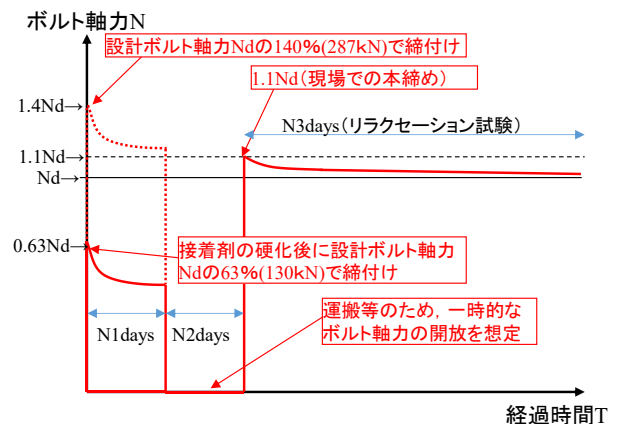 ボルト軸力N
設計ボルト軸力Ndの140%(287kN)で締付け
1.1Nd(現場での本締め)
1.4Nd→
N3days(リラクセーション試験)
1.1Nd→
Nd→
0.63Nd→
接着剤の硬化後に設計ボルト軸力
Ndの63%(130kN)で締付け
運搬等のため,一時的な
ボルト軸力の開放を想定
N1days
N2days
経過時間T